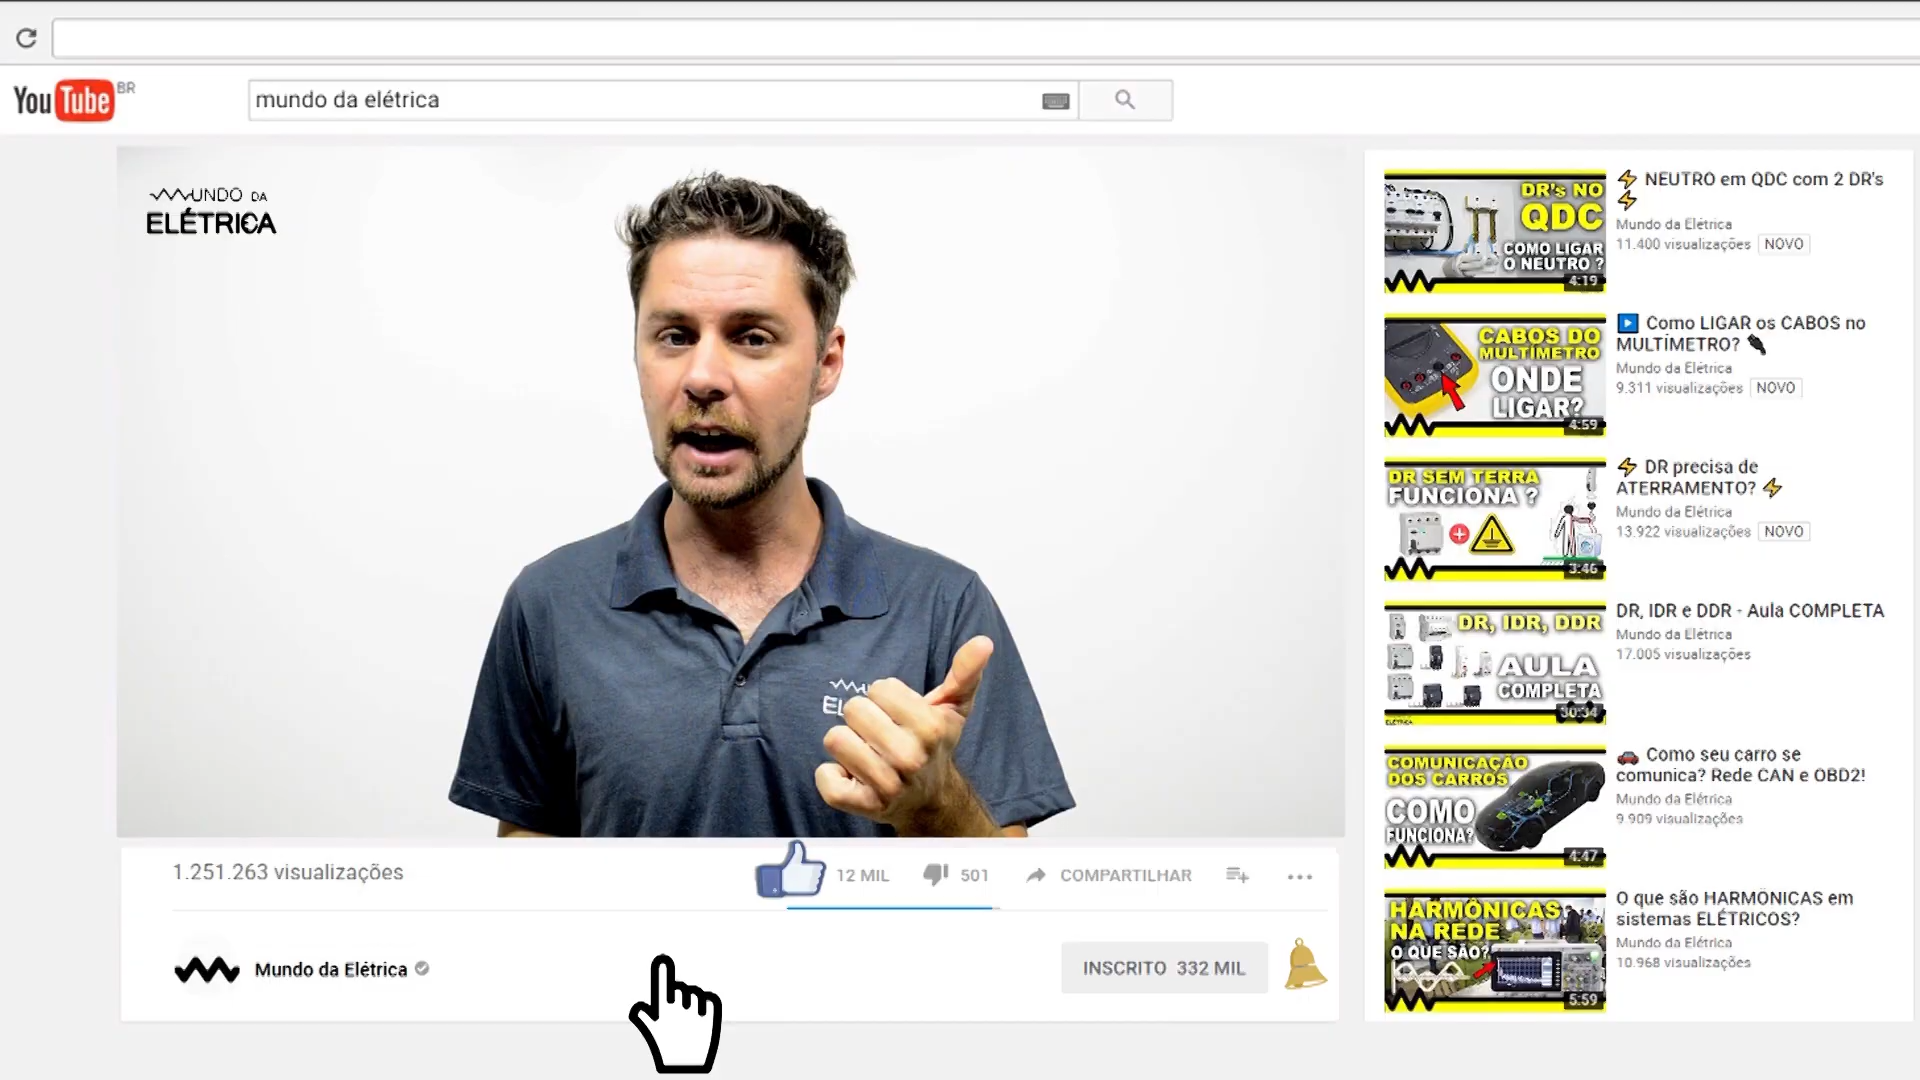 YouTube BR
mundo da elétrica
MUNDO DA
ELÉTRICA
EL
1.251.263 visualizações
12 MIL
501
COMPARTILHAR
Mundo da Elétrica
INSCRITO 332 MIL
DR's NO
QDC
COMO LIGAR
O NEUTRO ?
4:19
NEUTRO em QDC com 2 DR's
Mundo da Elétrica
11.400 visualizações NOVO
CABOS DO
MULTÍMETRO
ONDE
LIGAR?
4:59
Como LIGAR os CABOS no
MULTÍMETRO?
Mundo da Elétrica
9.311 visualizações NOVO
DR SEM TERRA
FUNCIONA ?
3:46
DR precisa de
ATERRAMENTO?
Mundo da Elétrica
13.922 visualizações NOVO
DR, IDR, DDR
AULA
COMPLETA
30:34
ELÉTRICA
DR, IDR e DDR - Aula COMPLETA
Mundo da Elétrica
17.005 visualizações
COMUNICAÇÃO
DOS CARROS
COMO
FUNCIONA?
4:47
Como seu carro se
comunica? Rede CAN e OBD2!
Mundo da Elétrica
9.909 visualizações
HARMÔNICAS
NA REDE
O QUE SÃO?
5:59
O que são HARMÔNICAS em
sistemas ELÉTRICOS?
Mundo da Elétrica
10.968 visualizações